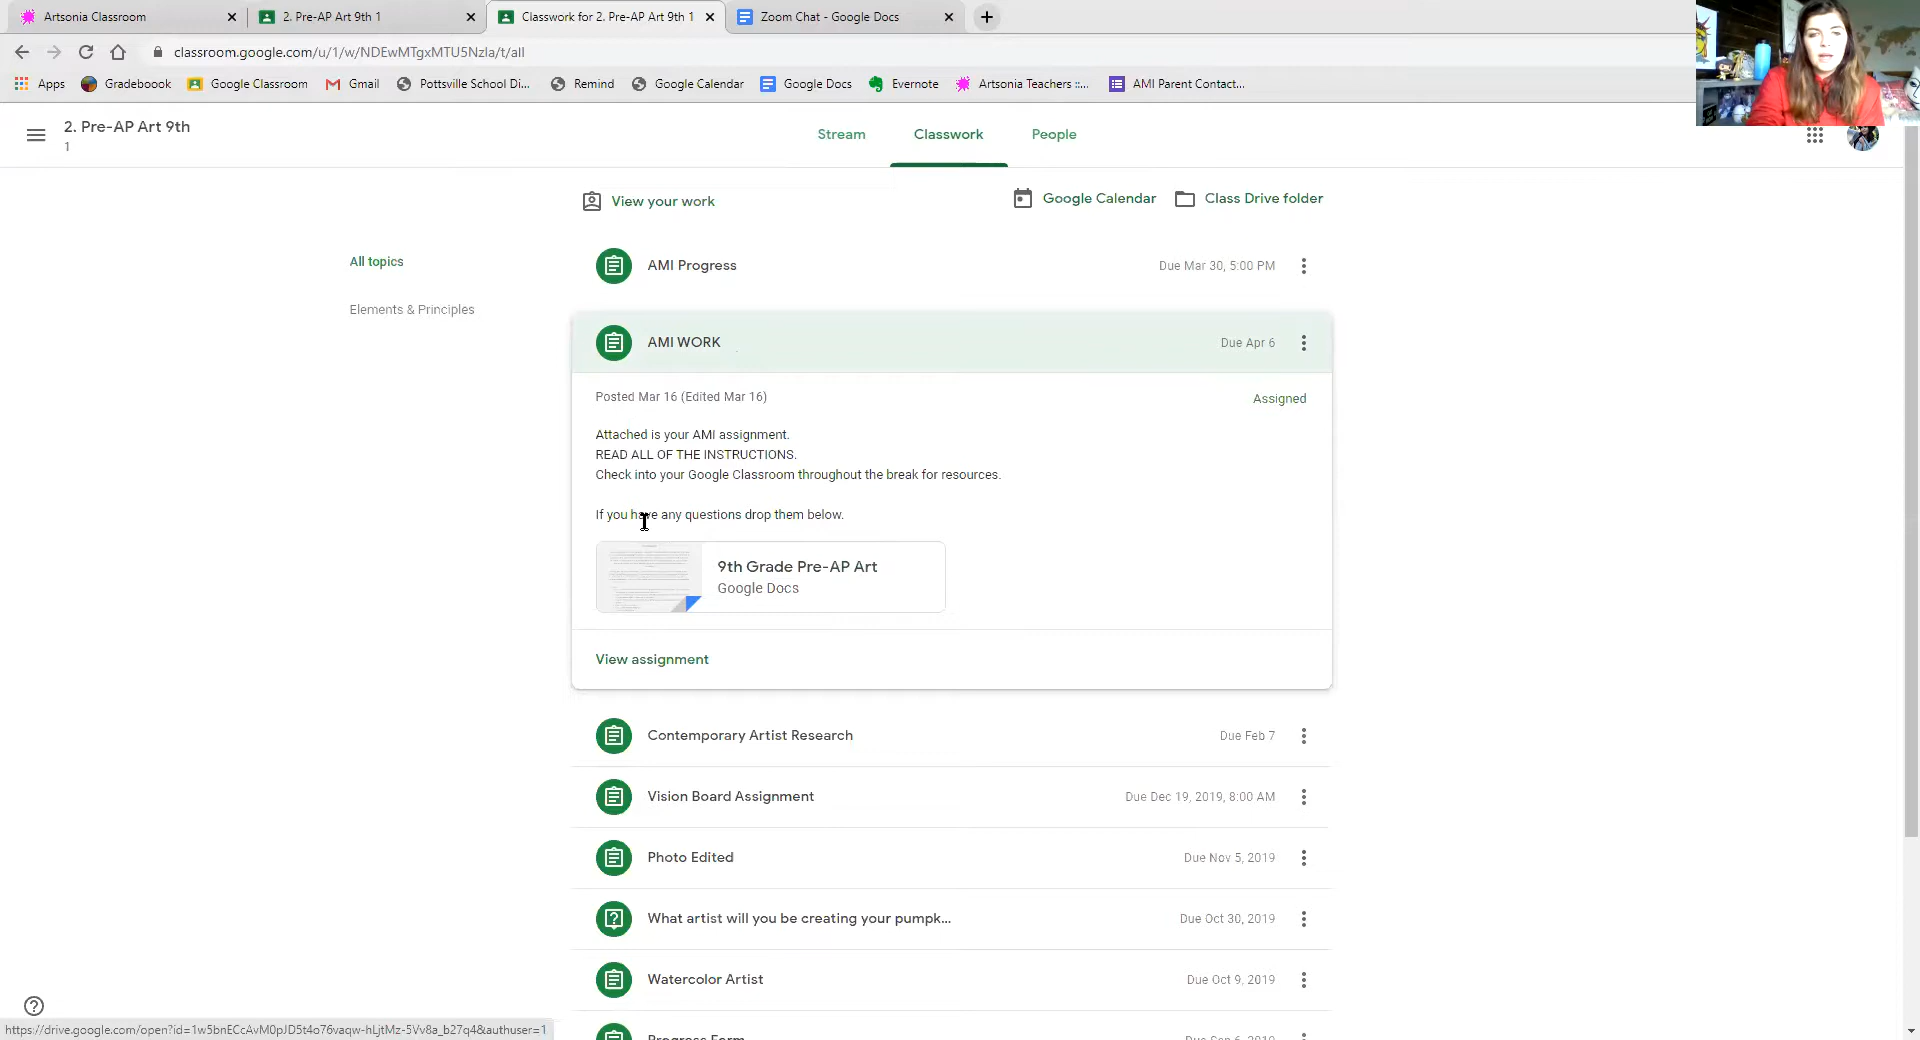 Artsonia Classroom
2. Pre-AP Art 9th 1
Classwork for 2. Pre-AP Art 9th 1
Zoom Chat - Google Docs
classroom.google.com/u/1/w/NDEwMTgxMTU5Nzla/t/all
Apps
Gradeboook
Google Classroom
Gmail
Pottsville School Di...
Remind
Google Calendar
Google Docs
Evernote
Artsonia Teachers ::...
AMI Parent Contact...
2. Pre-AP Art 9th
1
Stream
Classwork
People
View your work
Google Calendar
Class Drive folder
All topics
Elements & Principles
AMI Progress
Due Mar 30, 5:00 PM
AMI WORK
Due Apr 6
Posted Mar 16 (Edited Mar 16)
Assigned
Attached is your AMI assignment.
READ ALL OF THE INSTRUCTIONS.
Check into your Google Classroom throughout the break for resources.
If you have any questions drop them below.
9th Grade Pre-AP Art
Google Docs
View assignment
Contemporary Artist Research
Due Feb 7
Vision Board Assignment
Due Dec 19, 2019, 8:00 AM
Photo Edited
Due Nov 5, 2019
What artist will you be creating your pumpk...
Due Oct 30, 2019
Watercolor Artist
Due Oct 9, 2019
Progress Form
Due Sep 6, 2019
https://drive.google.com/open?id=1w5bnECcAvM0pJD5t4o76vaqw-hLjtMz-5Vv8a_b27q4&authuser=1